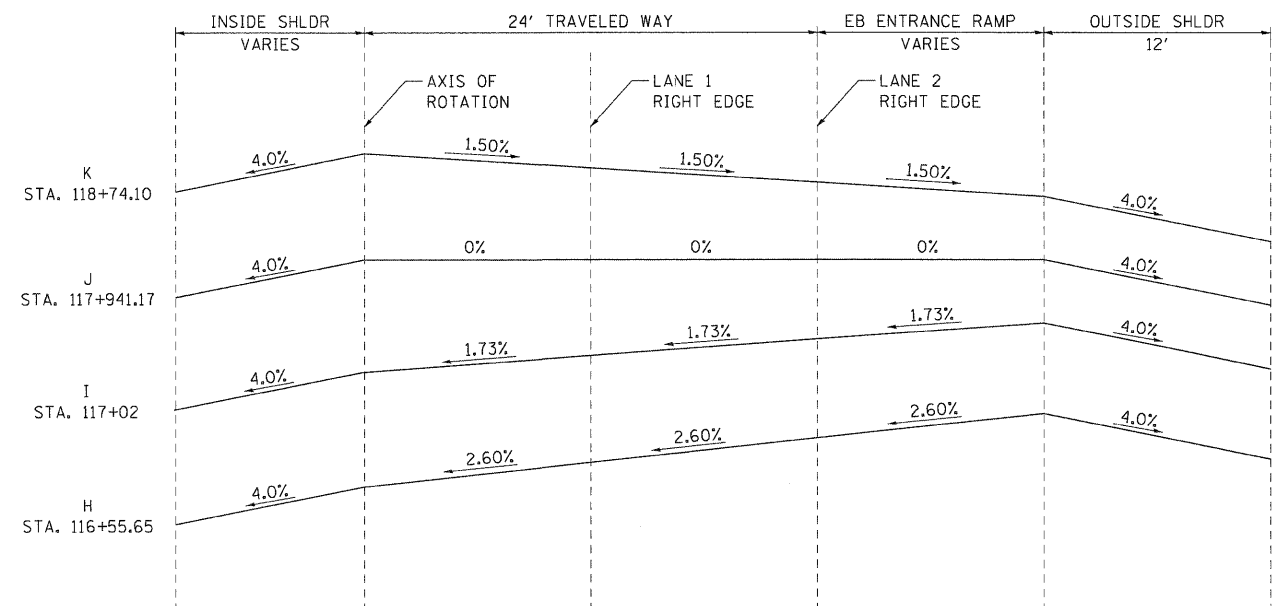 INSIDE SHLDR
VARIES
24' TRAVELED WAY
EB ENTRANCE RAMP
VARIES
OUTSIDE SHLDR
12'
AXIS OF
ROTATION
LANE 1
RIGHT EDGE
LANE 2
RIGHT EDGE
K
STA. 118+74.10
4.0%
1.50%
1.50%
1.50%
4.0%
J
STA. 117+941.17
4.0%
0%
0%
0%
4.0%
I
STA. 117+02
4.0%
1.73%
1.73%
1.73%
4.0%
H
STA. 116+55.65
4.0%
2.60%
2.60%
2.60%
4.0%